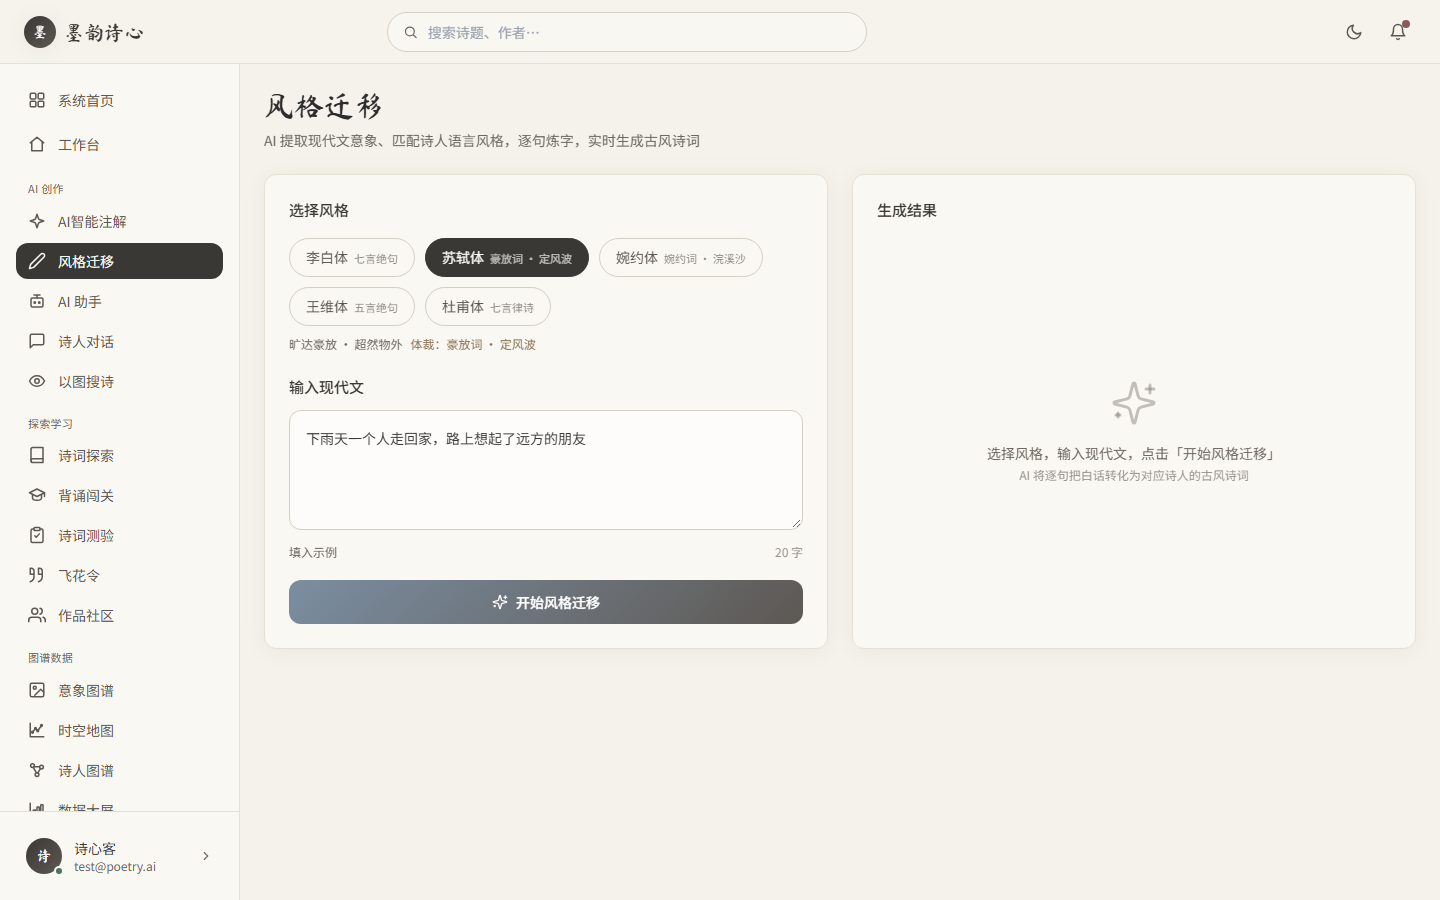 墨 墨韵诗心
搜索诗题、作者…
系统首页
工作台
AI 创作
AI智能注解
风格迁移
AI 助手
诗人对话
以图搜诗
探索学习
诗词探索
背诵闯关
诗词测验
飞花令
作品社区
图谱数据
意象图谱
时空地图
诗人图谱
数据大屏
诗
诗心客
test@poetry.ai
风格迁移
AI 提取现代文意象、匹配诗人语言风格，逐句炼字，实时生成古风诗词
选择风格
李白体 七言绝句
苏轼体 豪放词 · 定风波
婉约体 婉约词 · 浣溪沙
王维体 五言绝句
杜甫体 七言律诗
旷达豪放 · 超然物外 体裁：豪放词 · 定风波
输入现代文
下雨天一个人走回家，路上想起了远方的朋友
填入示例
20 字
开始风格迁移
生成结果
选择风格，输入现代文，点击「开始风格迁移」
AI 将逐句把白话转化为对应诗人的古风诗词